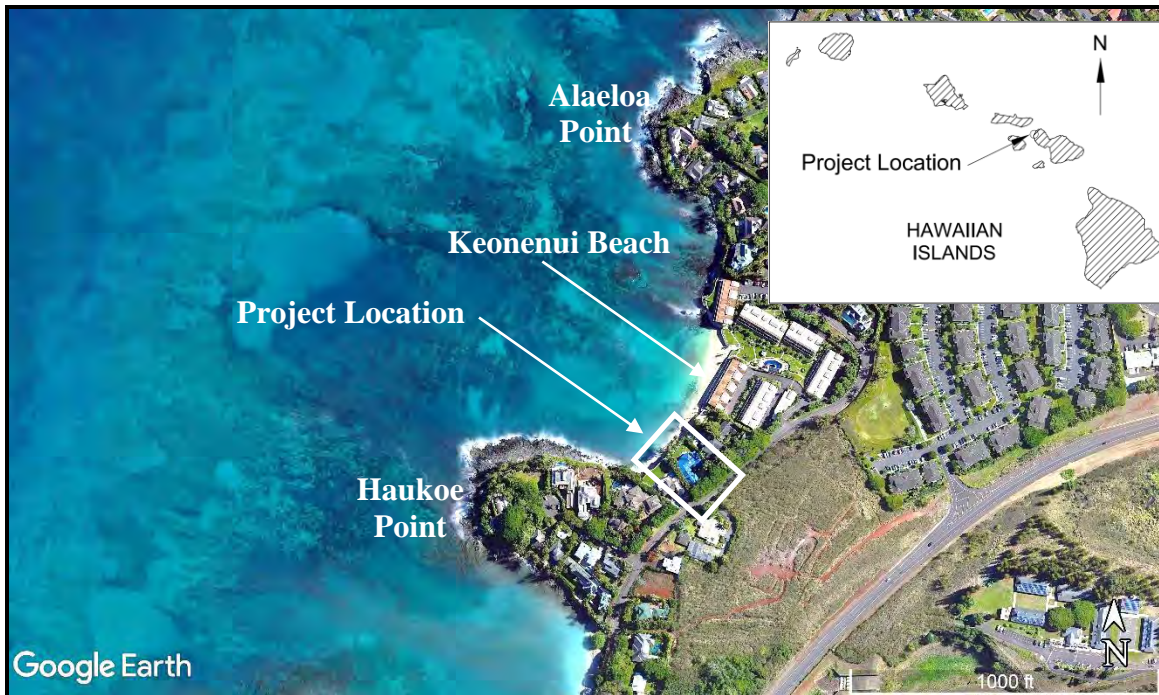 Alaeloa
Point
Keonenui Beach
Project Location
Haukoe
Point
N
Project Location
HAWAIIAN
ISLANDS
Google Earth
N
1000 ft